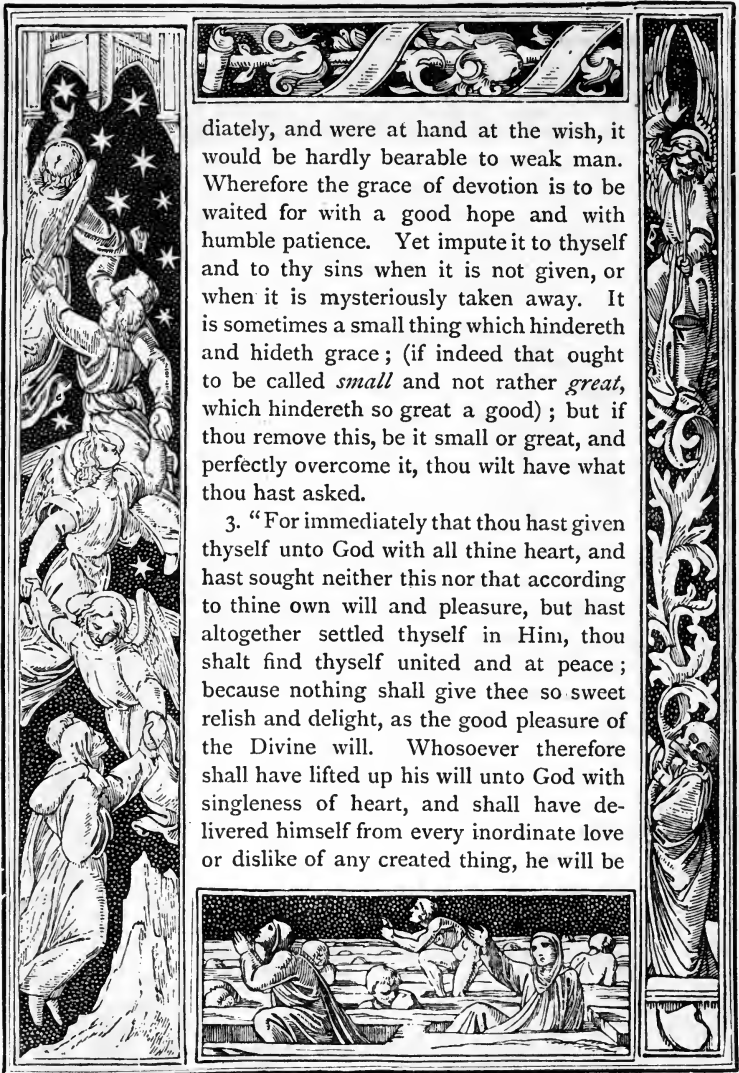 diately, and were at hand at the wish, it
would be hardly bearable to weak man.
Wherefore the grace of devotion is to be
waited for with a good hope and with
humble patience. Yet impute it to thyself
and to thy sins when it is not given, or
when it is mysteriously taken away. It
is sometimes a small thing which hindereth
and hideth grace ; (if indeed that ought
to be called small and not rather great,
which hindereth so great a good) ; but if
thou remove this, be it small or great, and
perfectly overcome it, thou wilt have what
thou hast asked.
3. “For immediately that thou hast given
thyself unto God with all thine heart, and
hast sought neither this nor that according
to thine own will and pleasure, but hast
altogether settled thyself in Him, thou
shalt find thyself united and at peace ;
because nothing shall give thee so sweet
relish and delight, as the good pleasure of
the Divine will. Whosoever therefore
shall have lifted up his will unto God with
singleness of heart, and shall have de-
livered himself from every inordinate love
or dislike of any created thing, he will be